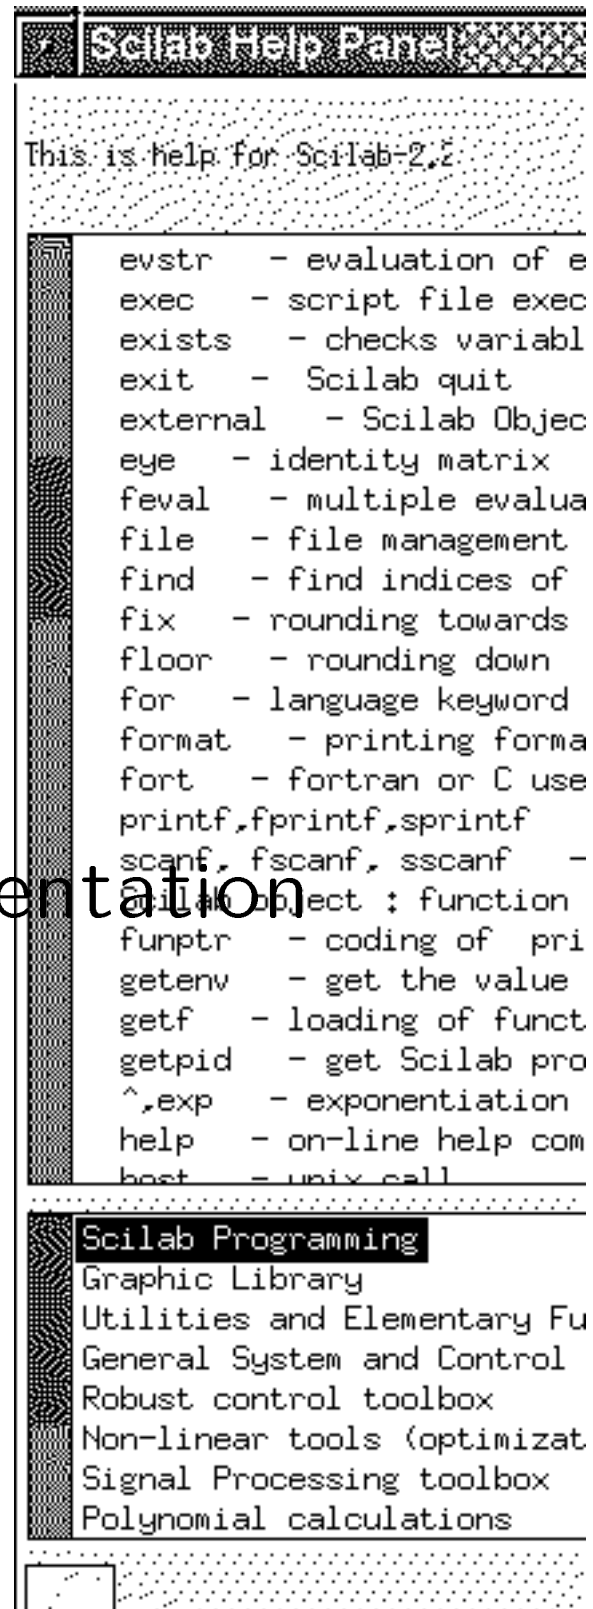 Scilab Help Panel
This is help for Scilab-2.2
evstr - evaluation of e
exec - script file exec
exists - checks variabl
exit - Scilab quit
external - Scilab Objec
eye - identity matrix
feval - multiple evalua
file - file management
find - find indices of
fix - rounding towards
floor - rounding down
for - language keyword
format - printing forma
fort - fortran or C use
printf,fprintf,sprintf
scanf, fscanf, sscanf -
entation
Scilab object : function
funptr - coding of pri
getenv - get the value
getf - loading of funct
getpid - get Scilab pro
^,exp - exponentiation
help - on-line help com
host - unix call
Scilab Programming
Graphic Library
Utilities and Elementary Fu
General System and Control
Robust control toolbox
Non-linear tools (optimizat
Signal Processing toolbox
Polynomial calculations